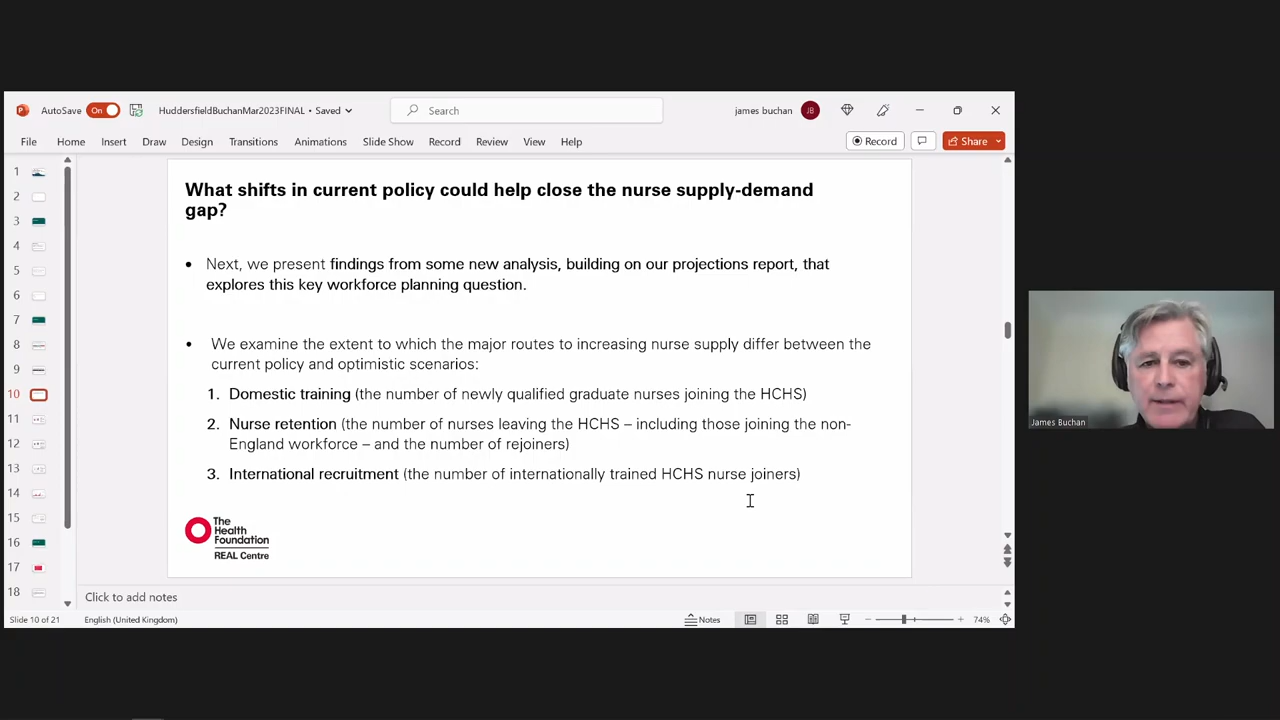 AutoSave On HuddersfieldBuchanMar2023FINAL • Saved Search james buchan JB
File Home Insert Draw Design Transitions Animations Slide Show Record Review View Help Record Share
1
2
3
4
5
6
7
8
9
10
11
12
13
14
15
16
17
18
What shifts in current policy could help close the nurse supply-demand
gap?
• Next, we present findings from some new analysis, building on our projections report, that
explores this key workforce planning question.
• We examine the extent to which the major routes to increasing nurse supply differ between the
current policy and optimistic scenarios:
1. Domestic training (the number of newly qualified graduate nurses joining the HCHS)
2. Nurse retention (the number of nurses leaving the HCHS – including those joining the non-
England workforce – and the number of rejoiners)
3. International recruitment (the number of internationally trained HCHS nurse joiners)
The
Health
Foundation
REAL Centre
Click to add notes
Slide 10 of 21 English (United Kingdom) Notes 74%
James Buchan